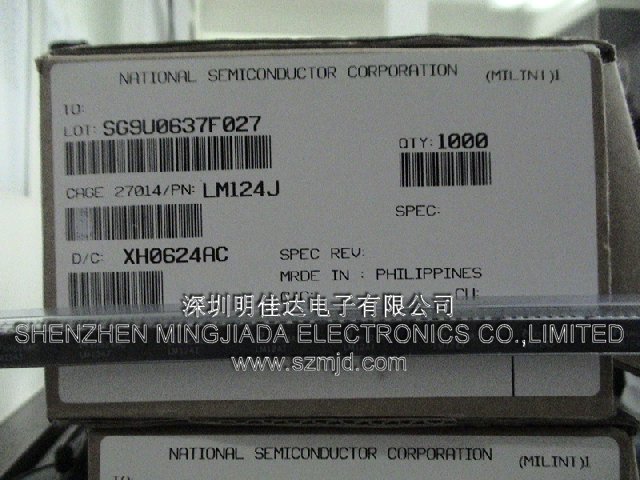 NATIONAL SEMICONDUCTOR CORPORATION (MILINT)I
TO:
LOT: SG9U0637F027
QTY: 1000
CAGE 27014/PN: LM124J
SPEC:
D/C: XH0624AC
SPEC REV:
MADE IN : PHILIPPINES
深圳明佳达电子有限公司
SHENZHEN MINGJIADA ELECTRONICS CO.,LIMITED
www.szmjd.com
NATIONAL SEMICONDUCTOR CORPORATION (MILINT)I
TO: